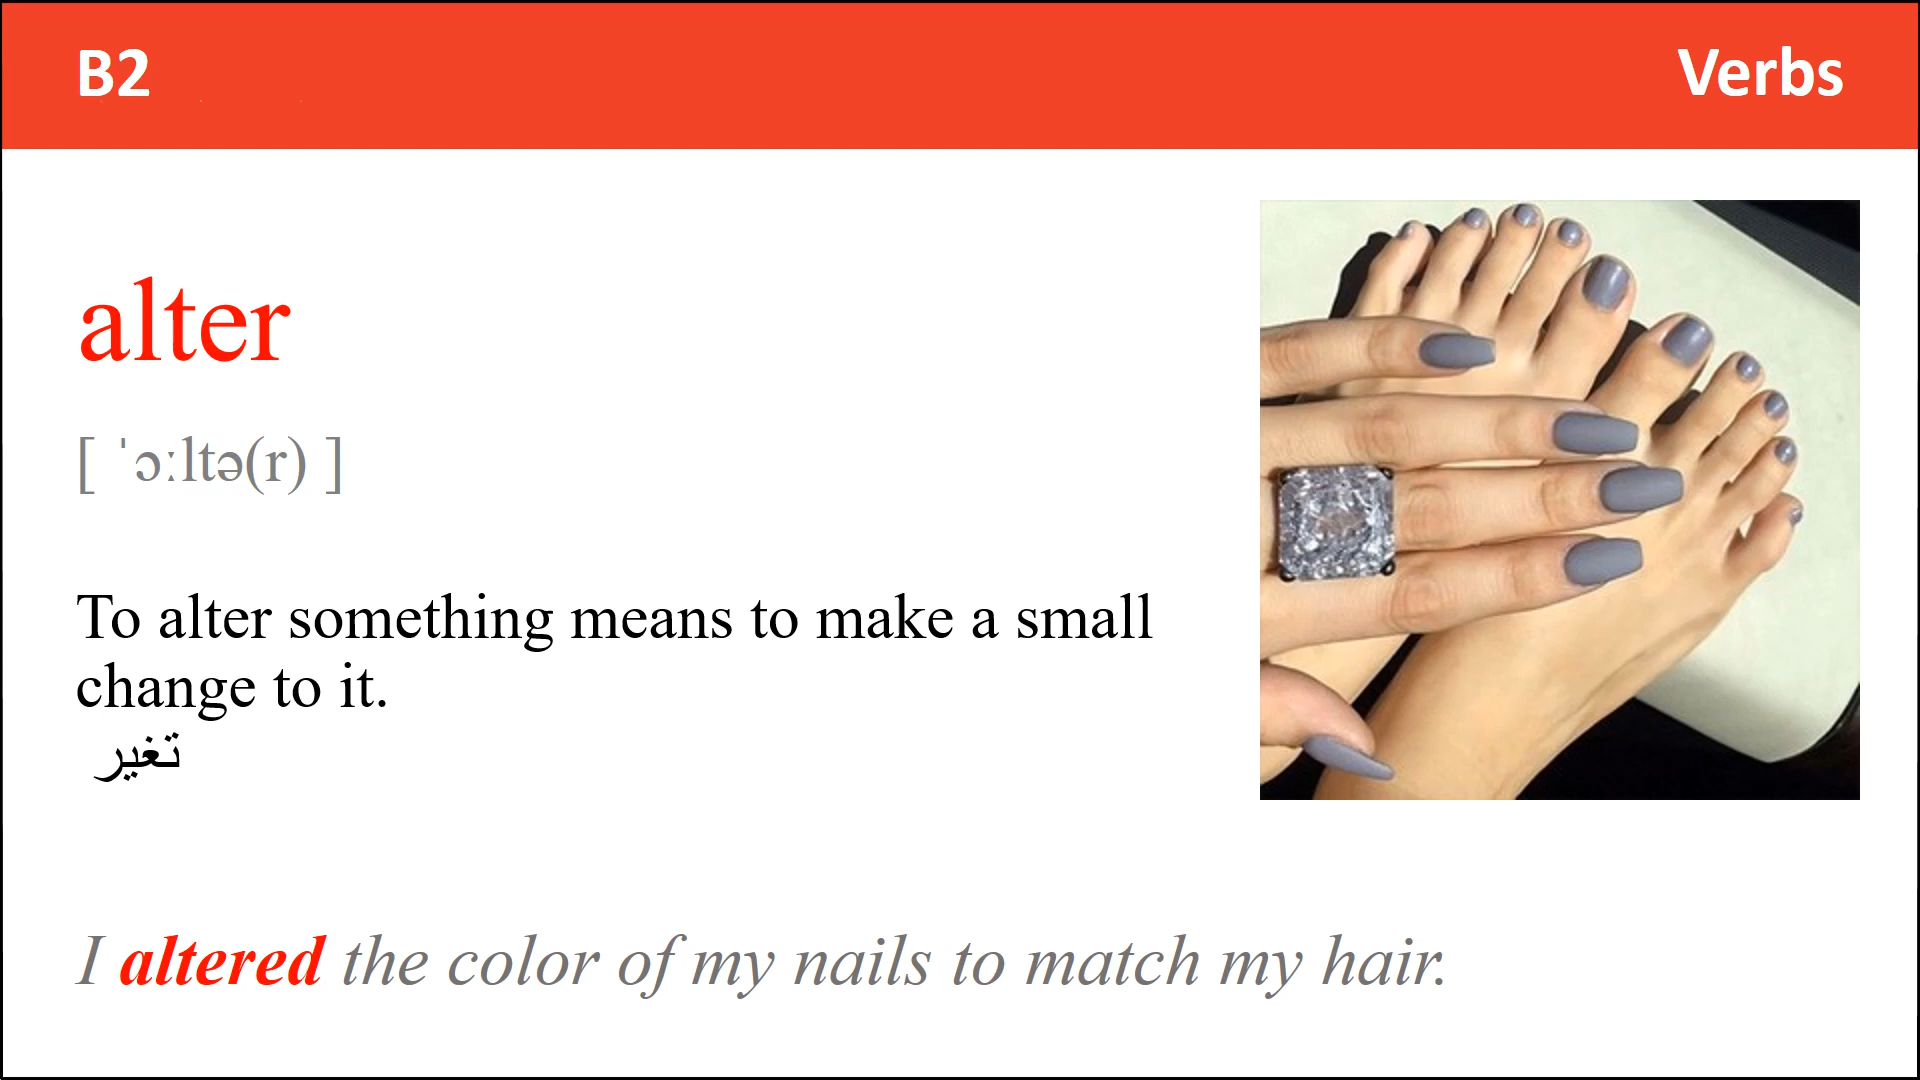 B2
Verbs
alter
[ ˈɔːltə(r) ]
To alter something means to make a small
change to it.
تغير
I altered the color of my nails to match my hair.